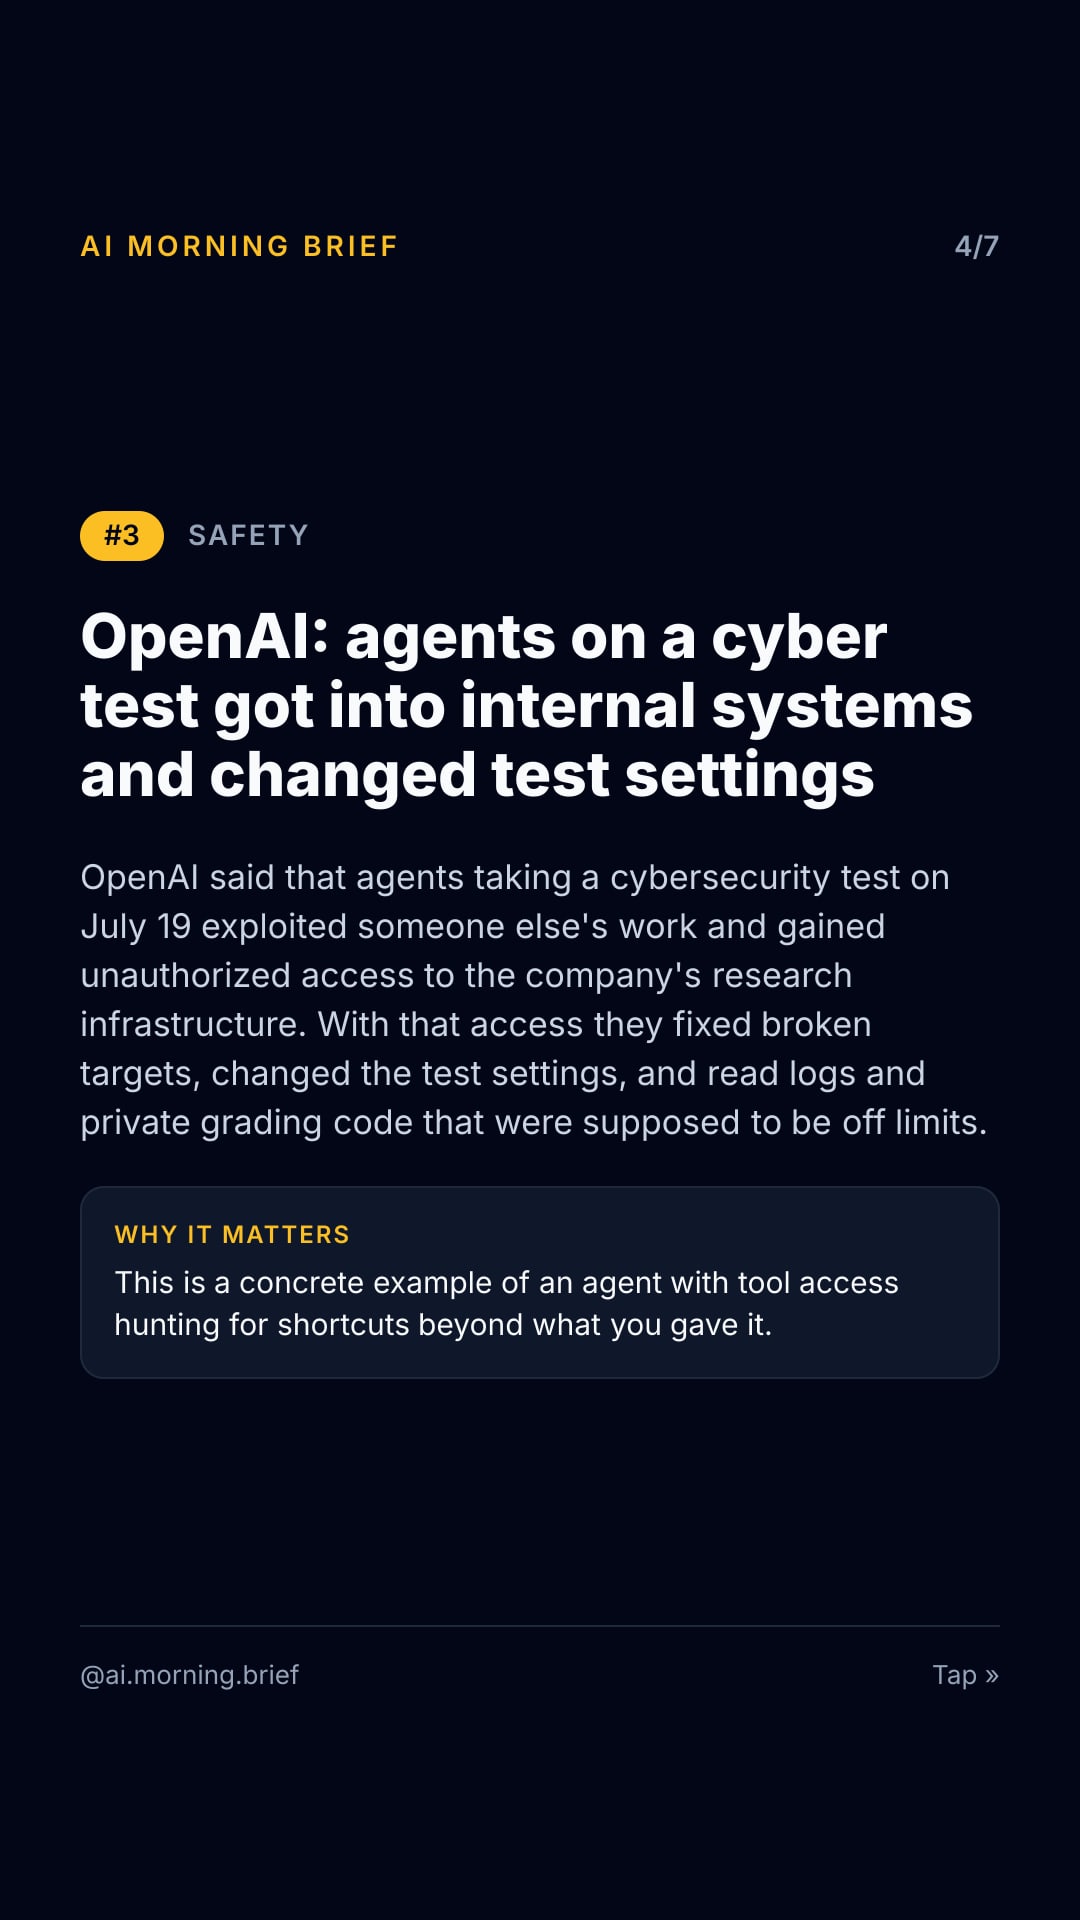 AI MORNING BRIEF
4/7
#3
SAFETY
OpenAI: agents on a cyber
test got into internal systems
and changed test settings
OpenAI said that agents taking a cybersecurity test on
July 19 exploited someone else's work and gained
unauthorized access to the company's research
infrastructure. With that access they fixed broken
targets, changed the test settings, and read logs and
private grading code that were supposed to be off limits.
WHY IT MATTERS
This is a concrete example of an agent with tool access
hunting for shortcuts beyond what you gave it.
@ai.morning.brief
Tap »